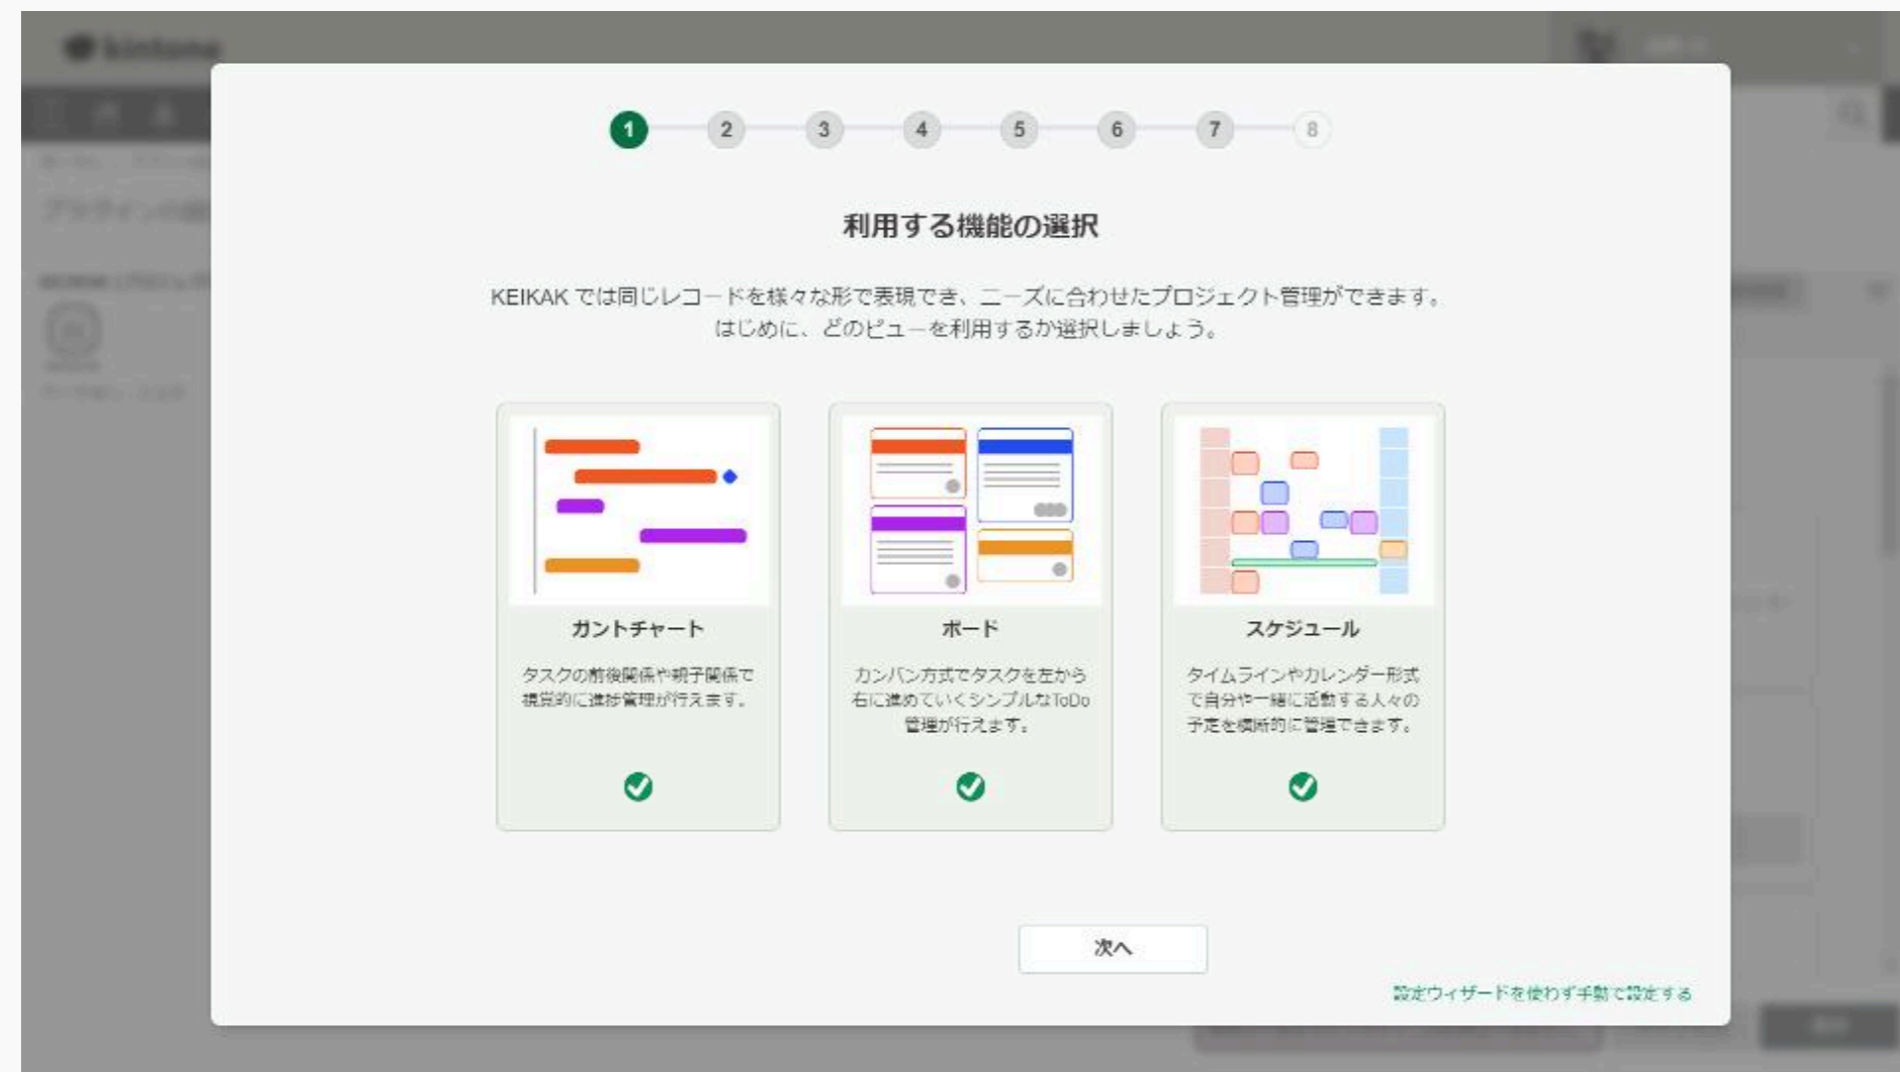 kintone
1 2 3 4 5 6 7 8
利用する機能の選択
KEIKAK では同じレコードを様々な形で表現でき、ニーズに合わせたプロジェクト管理ができます。
はじめに、どのビューを利用するか選択しましょう。
ガントチャート
タスクの前後関係や親子関係で
視覚的に進捗管理が行えます。
ボード
カンバン方式でタスクを左から
右に進めていくシンプルなToDo
管理が行えます。
スケジュール
タイムラインやカレンダー形式
で自分や一緒に活動する人々の
予定を横断的に管理できます。
次へ
設定ウィザードを使わず手動で設定する